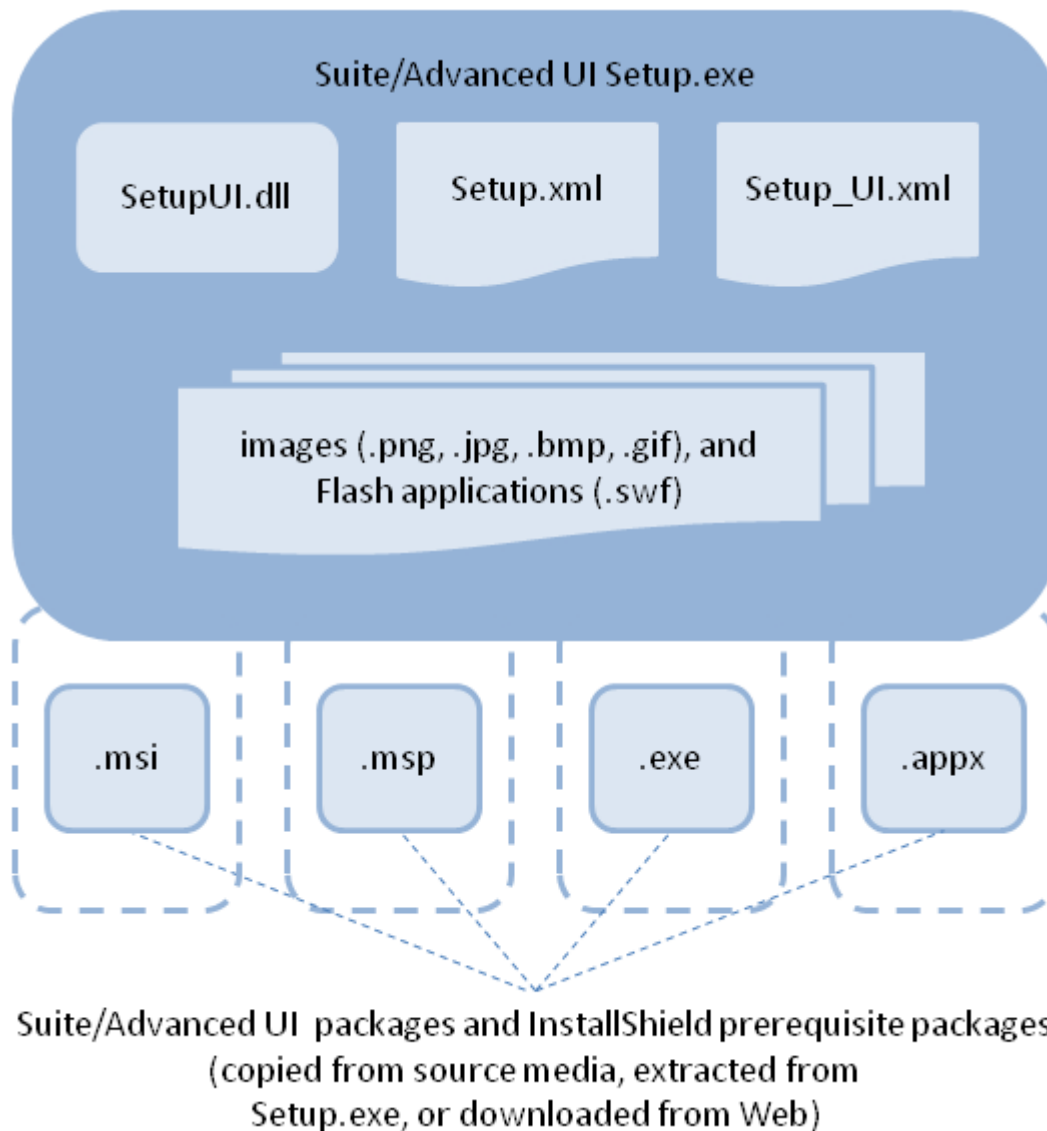 Suite/Advanced UI Setup.exe
SetupUI.dll
Setup.xml
Setup_UI.xml
images (.png, .jpg, .bmp, .gif), and
Flash applications (.swf)
.msi
.msp
.exe
.appx
Suite/Advanced UI packages and InstallShield prerequisite packages
(copied from source media, extracted from
Setup.exe, or downloaded from Web)